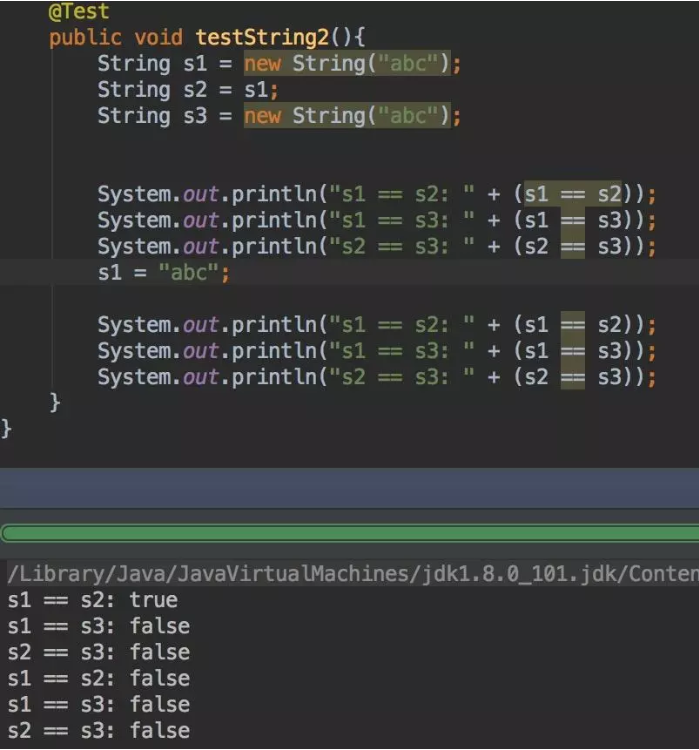 @Test
public void testString2(){
String s1 = new String("abc");
String s2 = s1;
String s3 = new String("abc");
System.out.println("s1 == s2: " + (s1 == s2));
System.out.println("s1 == s3: " + (s1 == s3));
System.out.println("s2 == s3: " + (s2 == s3));
s1 = "abc";
System.out.println("s1 == s2: " + (s1 == s2));
System.out.println("s1 == s3: " + (s1 == s3));
System.out.println("s2 == s3: " + (s2 == s3));
}
}
/Library/Java/JavaVirtualMachines/jdk1.8.0_101.jdk/Conten
s1 == s2: true
s1 == s3: false
s2 == s3: false
s1 == s2: false
s1 == s3: false
s2 == s3: false